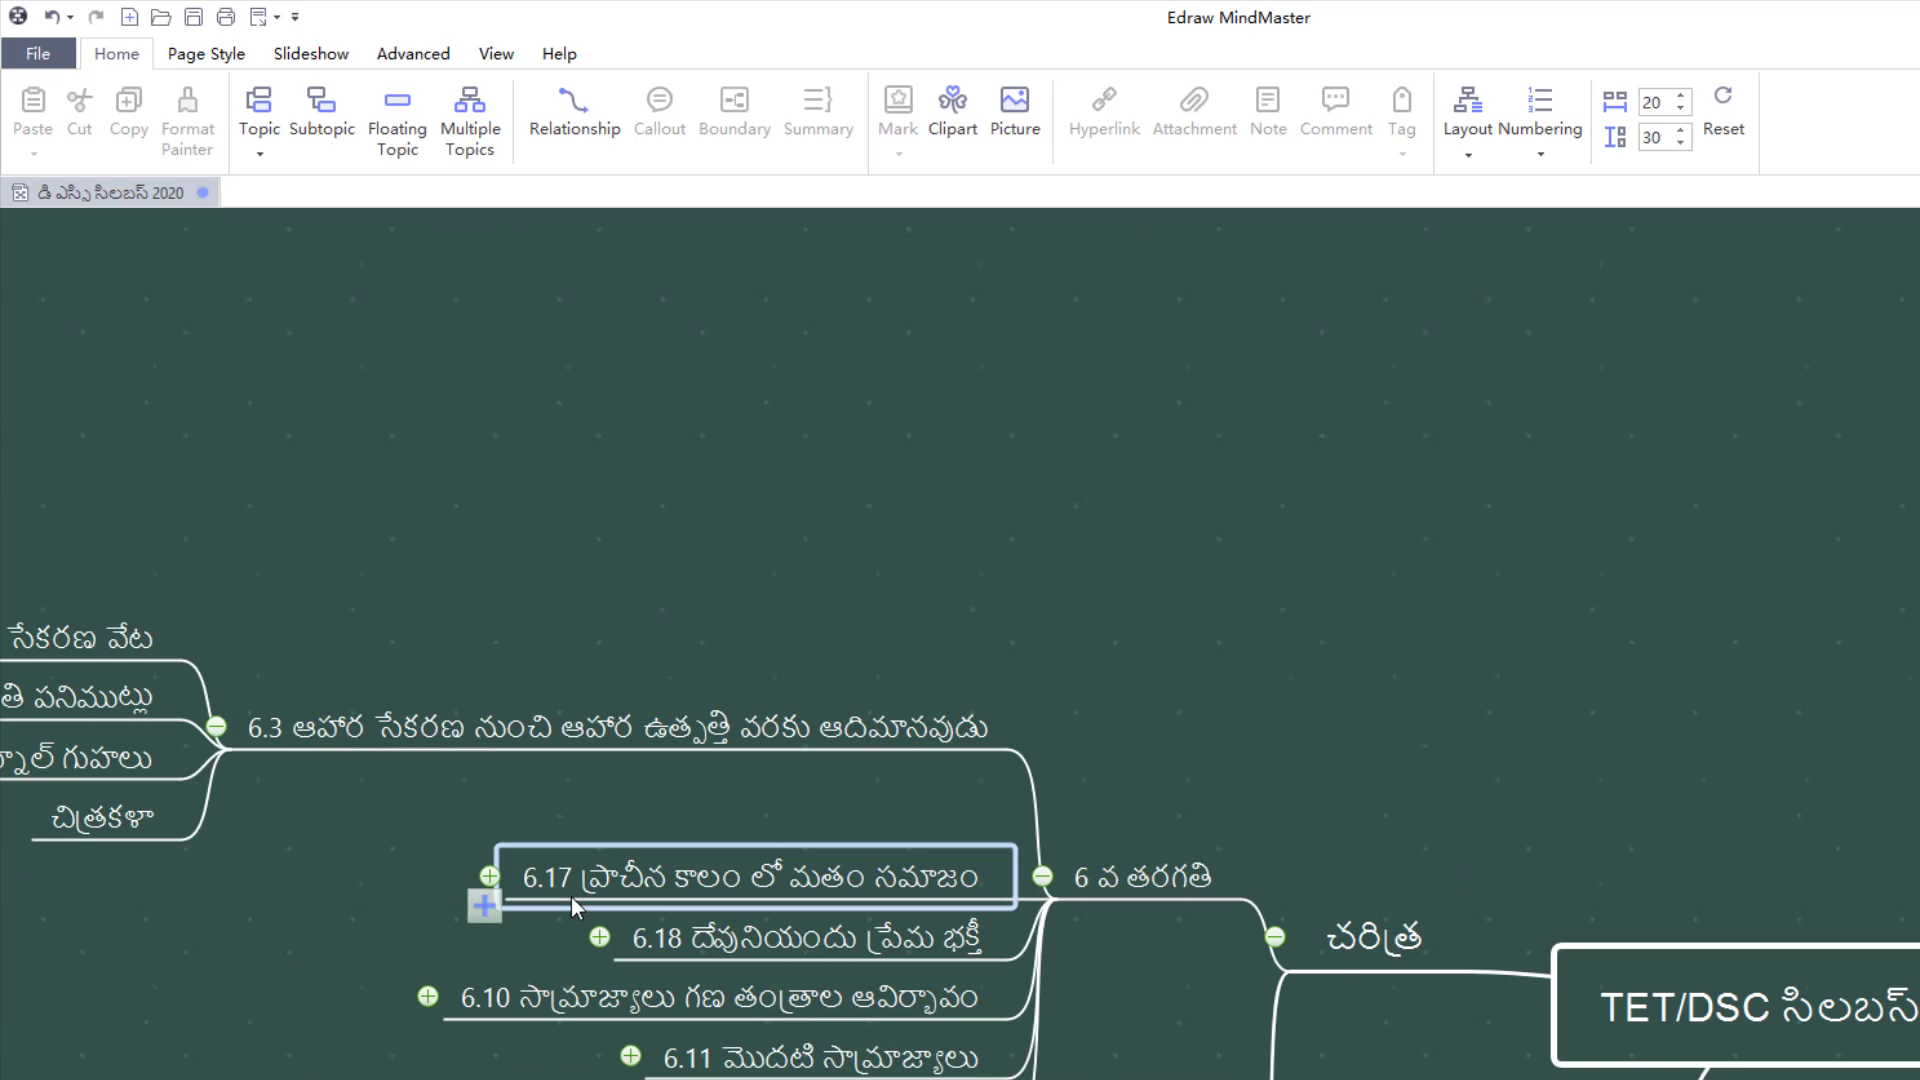 Edraw MindMaster
File Home Page Style Slideshow Advanced View Help
Paste Cut Copy Format Painter Topic Subtopic Floating Topic Multiple Topics Relationship Callout Boundary Summary Mark Clipart Picture Hyperlink Attachment Note Comment Tag Layout Numbering 20 30 Reset
డి ఎస్సి సిలబస్ 2020
సేకరణ వేట
తి పనిముట్లు
6.3 ఆహార సేకరణ నుంచి ఆహార ఉత్పత్తి వరకు ఆదిమానవుడు
గుహలు
చిత్రకళా
6.17 ప్రాచీన కాలం లో మతం సమాజం
6 వ తరగతి
6.18 దేవునియందు ప్రేమ భక్తీ
చరిత్ర
6.10 సామ్రాజ్యాలు గణ తంత్రాల ఆవిర్భావం
TET/DSC సిలబస్
6.11 మొదటి సామ్రాజ్యాలు